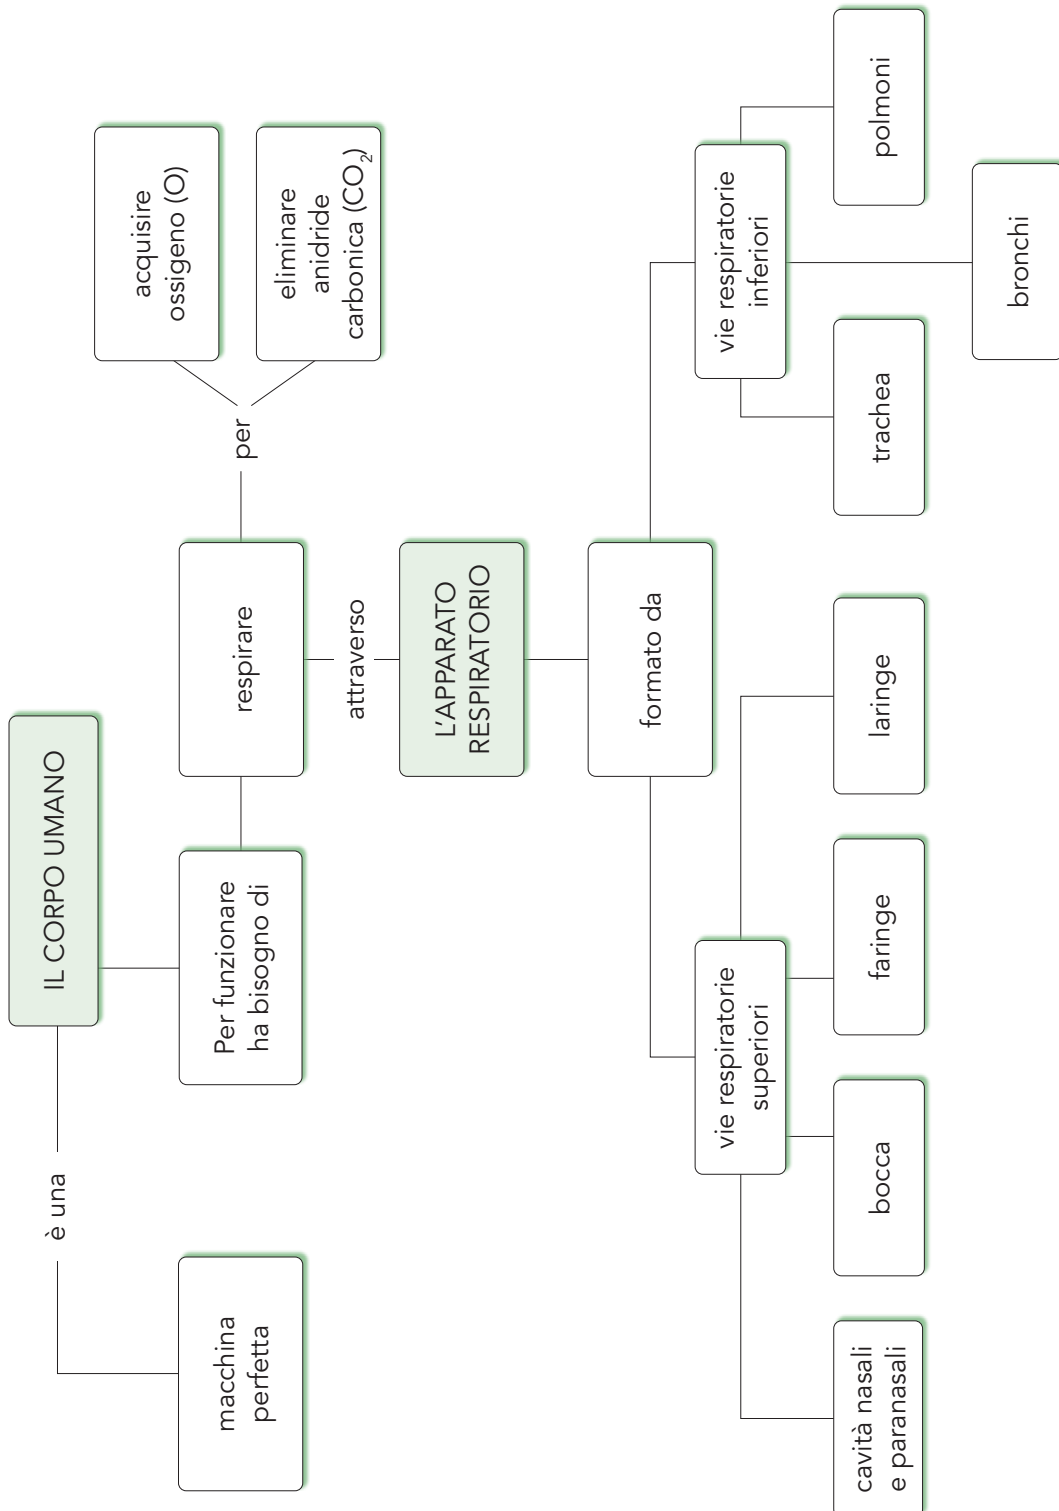 IL CORPO UMANO
è una
macchina
perfetta
Per funzionare
ha bisogno di
respirare
per
acquisire
ossigeno (O)
eliminare
anidride
carbonica (CO₂)
attraverso
L'APPARATO
RESPIRATORIO
formato da
vie respiratorie
superiori
cavità nasali
e paranasali
bocca
faringe
laringe
vie respiratorie
inferiori
trachea
bronchi
polmoni